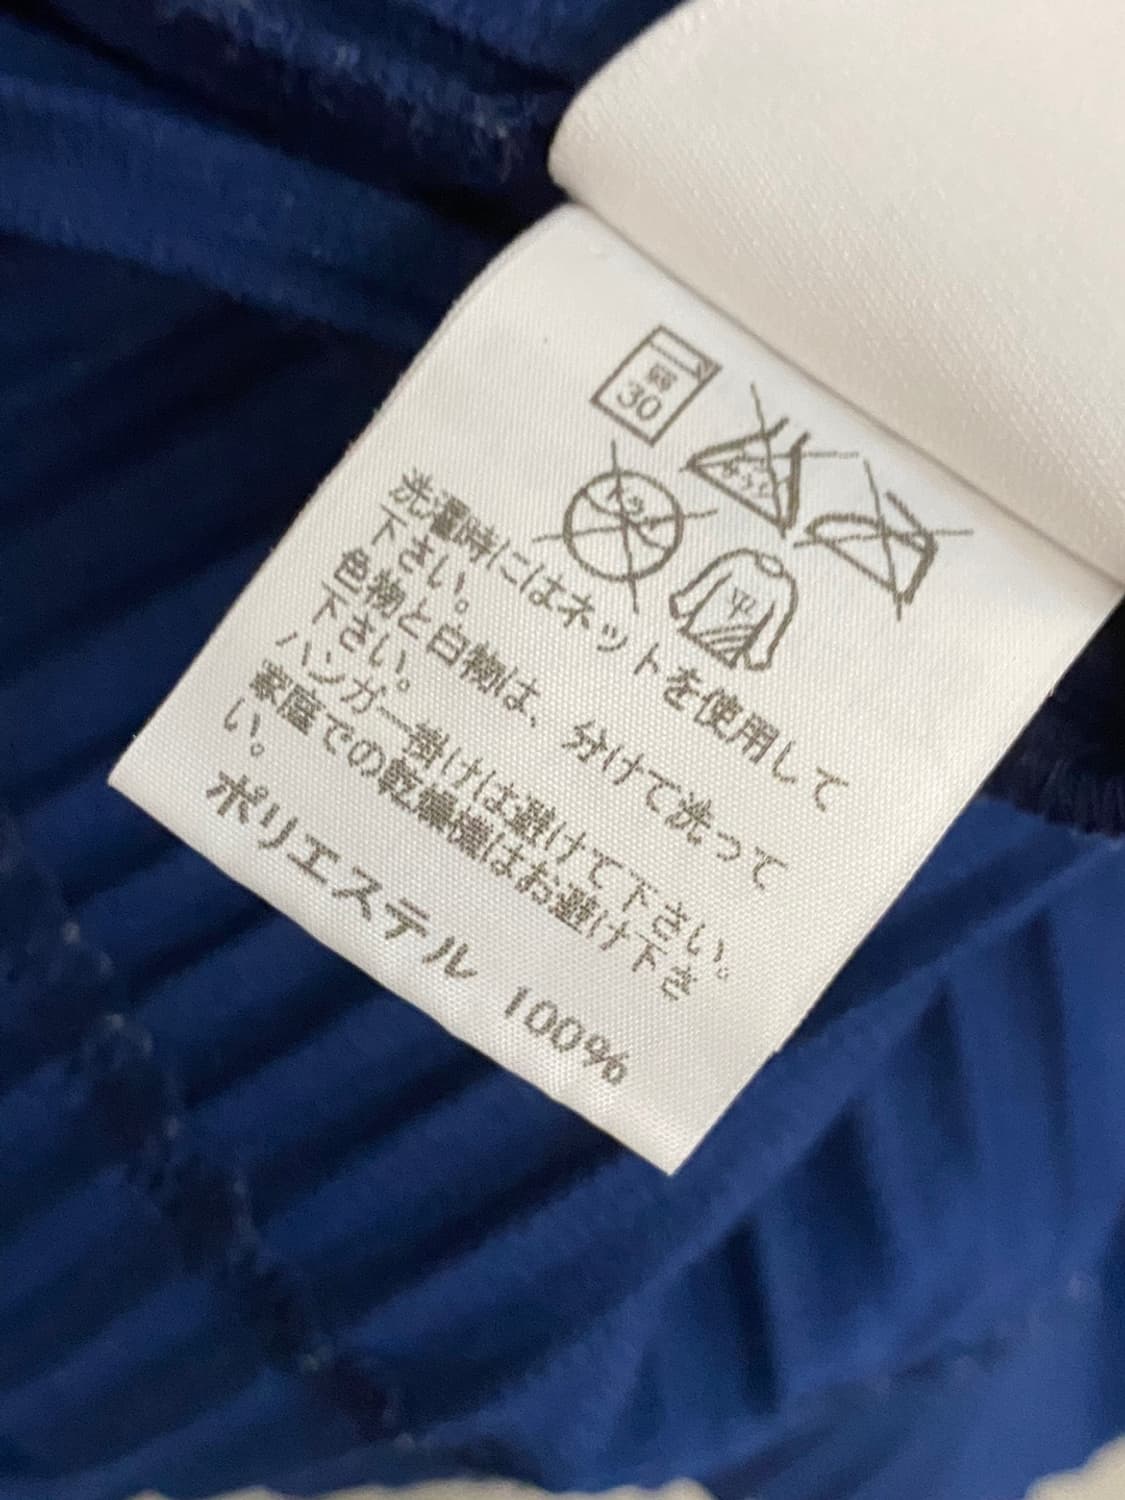 弱
30
洗濯時にはネットを使用して
下さい。
色物と白物は、分けて洗って
下さい。
ハンガー掛けは避けて下さい。
家庭での乾燥機はお避け下さ
い。
ポリエステル 100%